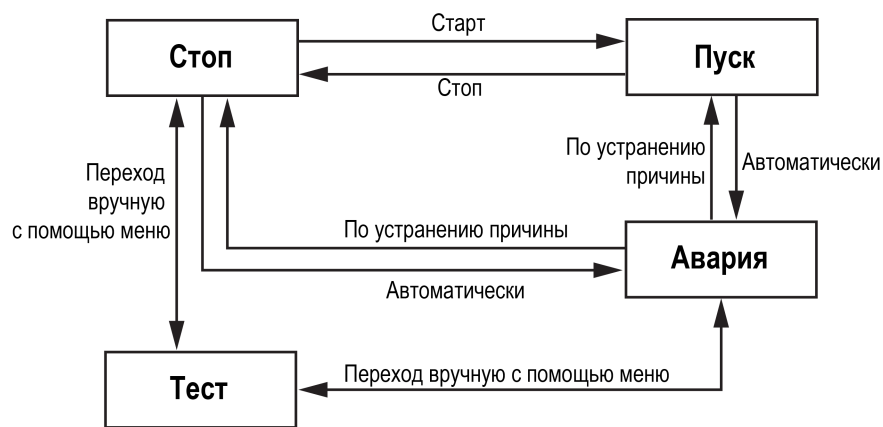 Старт
Стоп
Пуск
Стоп
Переход
вручную
с помощью меню
По устранению
причины
Автоматически
По устранению причины
Авария
Автоматически
Тест
Переход вручную с помощью меню